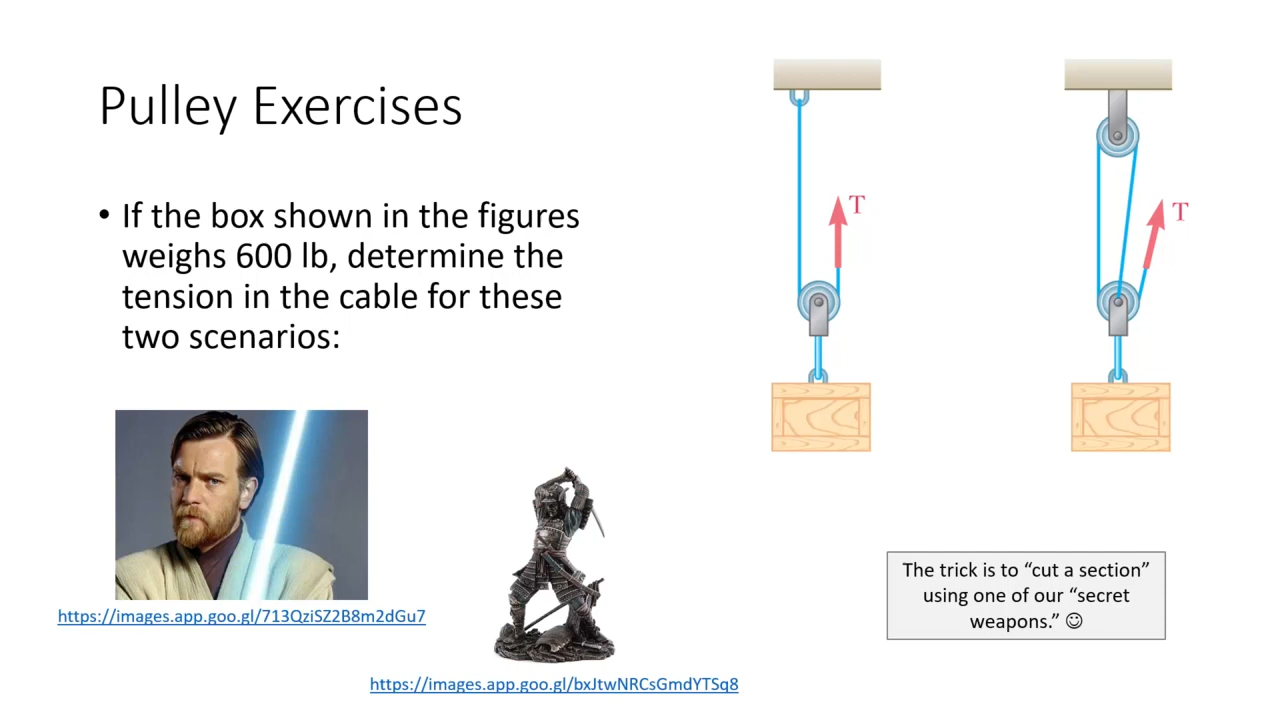 Pulley Exercises
• If the box shown in the figures
weighs 600 lb, determine the
tension in the cable for these
two scenarios:
T
T
https://images.app.goo.gl/713QziSZ2B8m2dGu7
https://images.app.goo.gl/bxJtwNRCsGmdYTSq8
The trick is to “cut a section”
using one of our “secret
weapons.” ☺